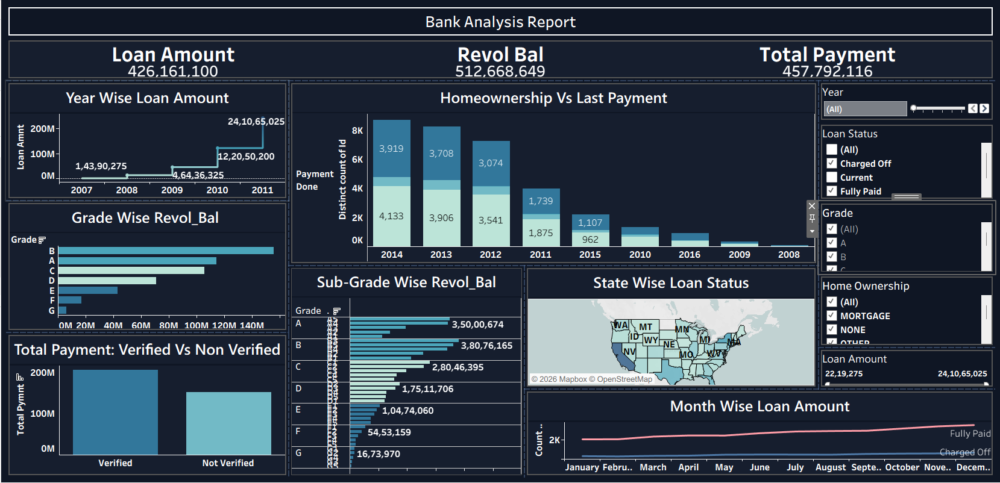 Bank Analysis Report
Loan Amount
426,161,100
Revol Bal
512,668,649
Total Payment
457,792,116
Year Wise Loan Amount
Loan Amnt
200M
100M
0M
24,10,65,025
12,20,50,200
1,43,90,275
4,64,36,325
2007 2008 2009 2010 2011
Grade Wise Revol_Bal
Grade
B
A
C
D
E
F
G
0M 20M 40M 60M 80M 100M 120M 140M
Total Payment: Verified Vs Non Verified
Total Pymnt
200M
100M
0M
Verified Not Verified
Homeownership Vs Last Payment
Payment
Done
Distinct count of Id
8K
6K
4K
2K
0K
3,919 3,708 3,074 1,739 1,107
4,133 3,906 3,541 1,875 962
2014 2013 2012 2011 2015 2010 2016 2009 2008
Sub-Grade Wise Revol_Bal
Grade .
A 3,50,00,674
B 3,80,76,165
C 2,80,46,395
D 1,75,11,706
E 1,04,74,060
F 54,53,159
G 16,73,970
State Wise Loan Status
WA MT MN
ID WY MI MA
NV NE MO WV
© 2026 Mapbox © OpenStreetMap
Month Wise Loan Amount
Count ..
2K
Fully Paid
Charged Off
January Febru.. March April May June July August Septe.. October Nove.. Decem..
Year
(All)
Loan Status
(All)
Charged Off
Current
Fully Paid
Grade
(All)
A
B
Home Ownership
(All)
MORTGAGE
NONE
OTHER
Loan Amount
22,19,275 24,10,65,025